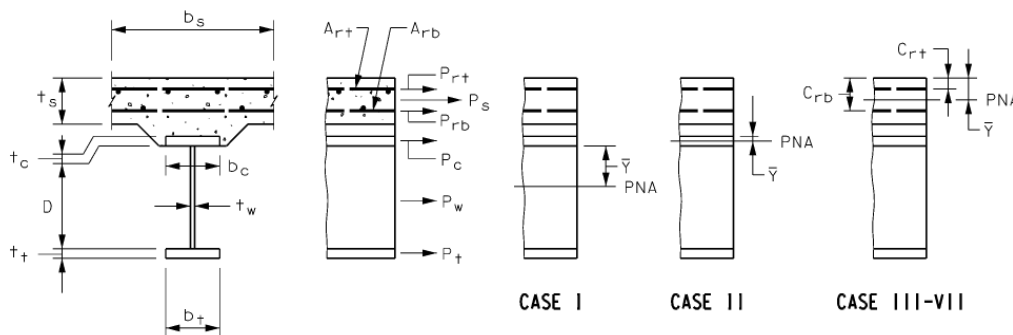 b_s
A_rt A_rb
t_s
P_rt
P_s
P_rb
C_rt
C_rb
PNA
Ȳ
t_c
b_c
P_c
Ȳ
PNA
PNA
Ȳ
D
t_w
P_w
t_t
P_t
b_t
CASE I
CASE II
CASE III-VII